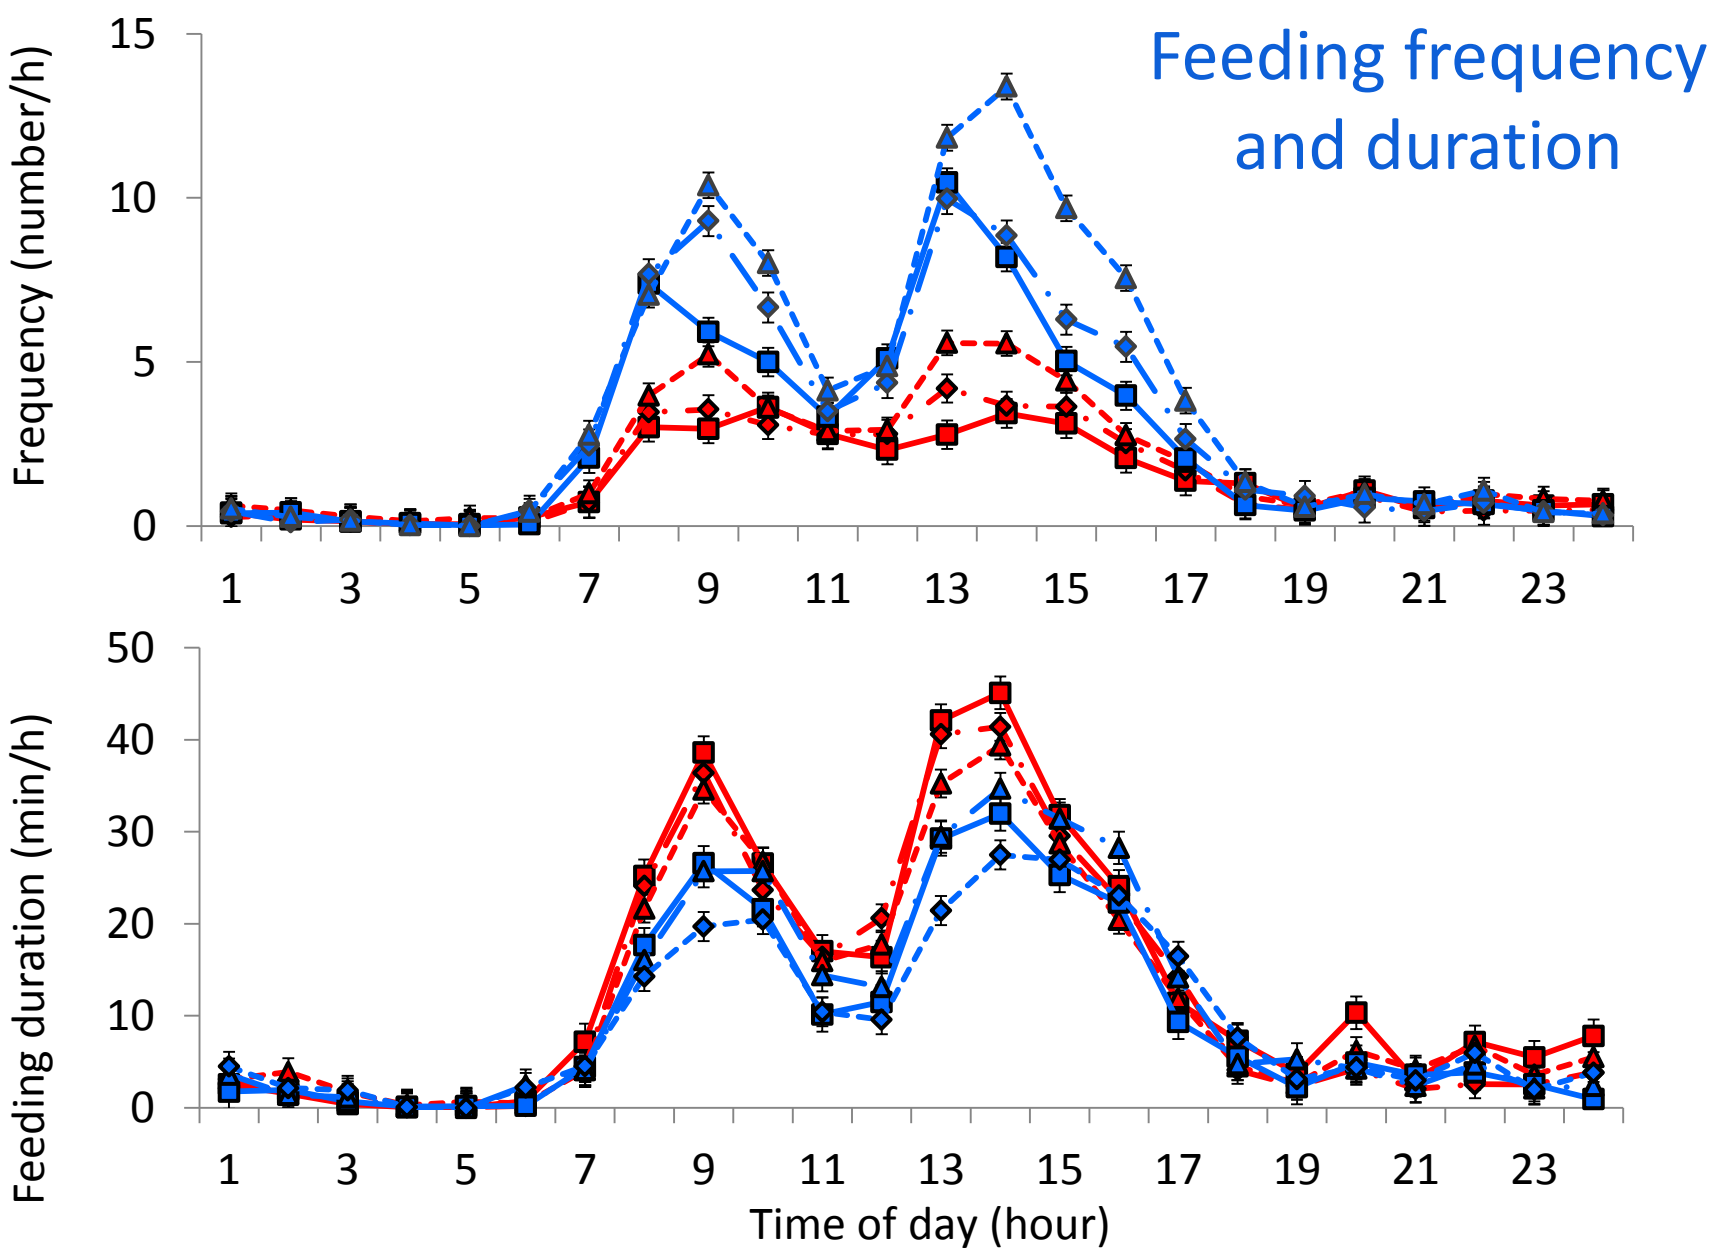 Feeding frequency
and duration
Frequency (number/h)
15
10
5
0
1 3 5 7 9 11 13 15 17 19 21 23
Feeding duration (min/h)
50
40
30
20
10
0
1 3 5 7 9 11 13 15 17 19 21 23
Time of day (hour)